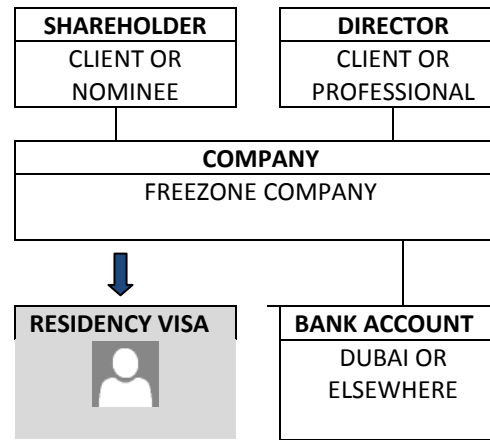 SHAREHOLDER
CLIENT OR
NOMINEE
DIRECTOR
CLIENT OR
PROFESSIONAL
COMPANY
FREEZONE COMPANY
RESIDENCY VISA
BANK ACCOUNT
DUBAI OR
ELSEWHERE